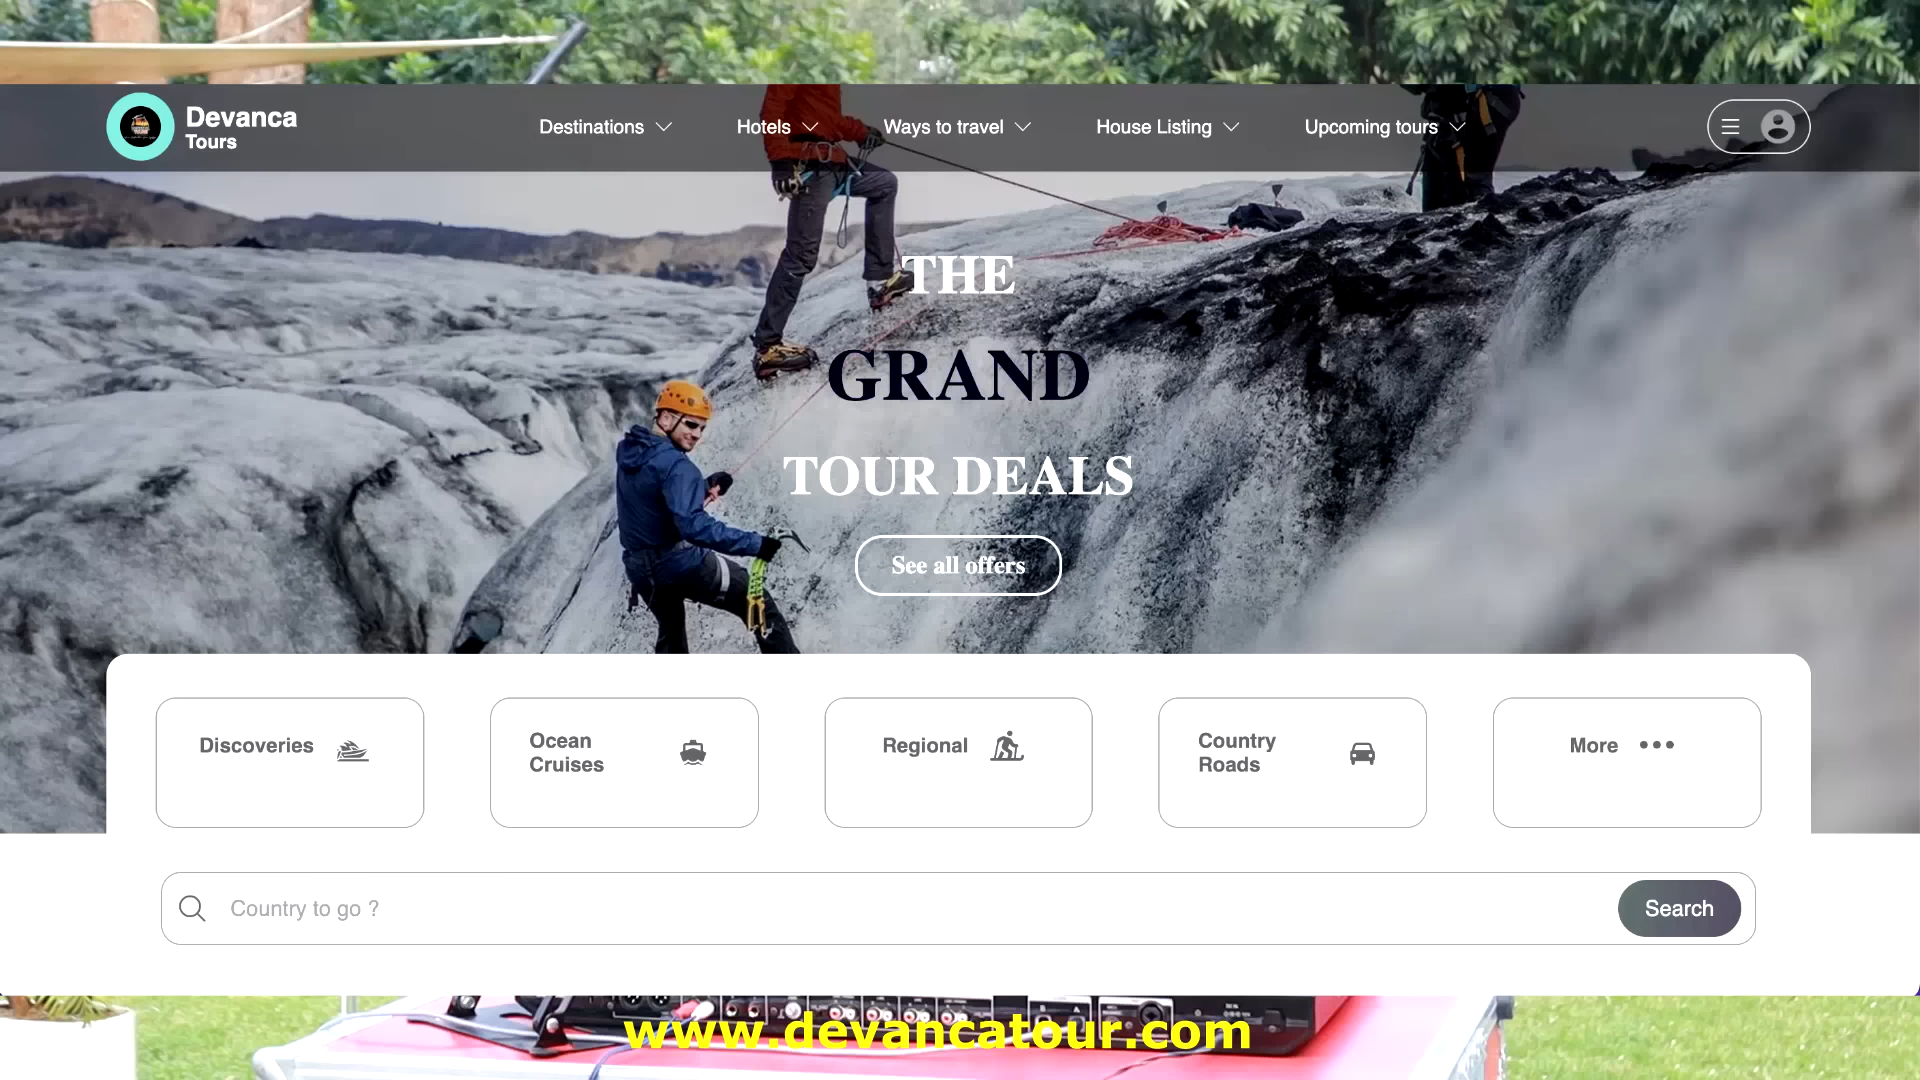 Devanca
Tours
Destinations
Hotels
Ways to travel
House Listing
Upcoming tours
THE
GRAND
TOUR DEALS
See all offers
Discoveries
Ocean
Cruises
Regional
Country
Roads
More
Country to go ?
Search
www.devancatour.com